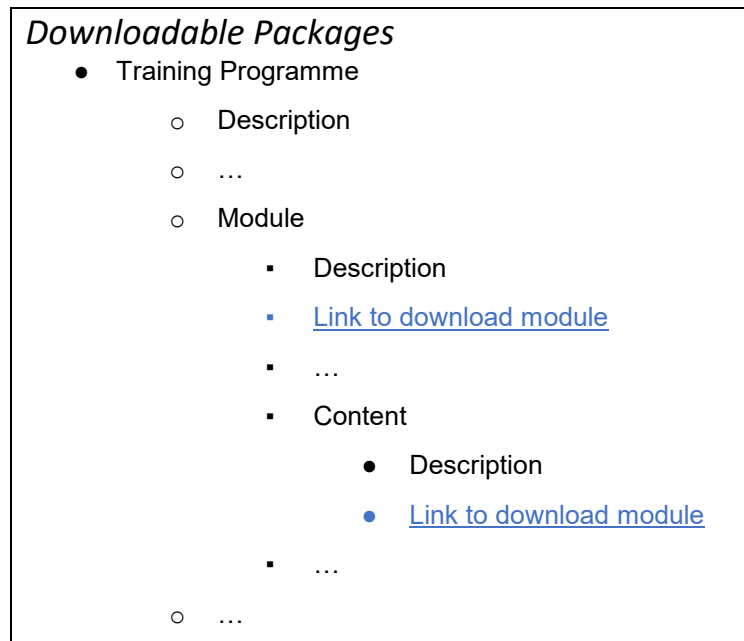 Downloadable Packages
● Training Programme
o Description
o …
o Module
▪ Description
▪ Link to download module
▪ …
▪ Content
● Description
● Link to download module
▪ …
o …